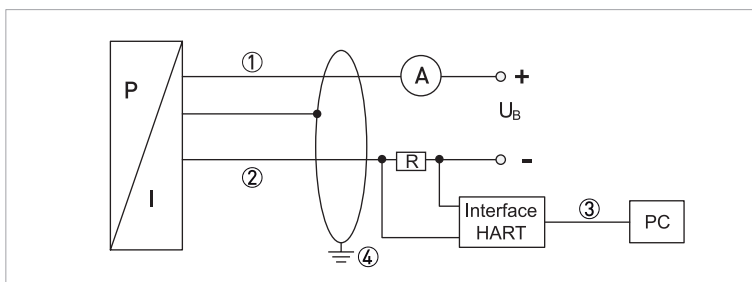 ①
A
+
P
U_B
②
R
-
I
Interface
HART
③
PC
④